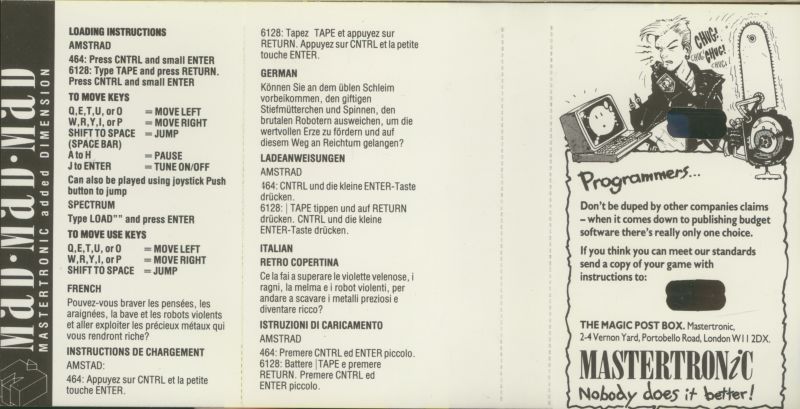 MaD•MaD•MaD
MASTERTRONIC added DIMENSION
LOADING INSTRUCTIONS
AMSTRAD
464: Press CNTRL and small ENTER
6128: Type TAPE and press RETURN.
Press CNTRL and small ENTER
TO MOVE KEYS
Q,E,T,U, or O = MOVE LEFT
W,R,Y,I, or P = MOVE RIGHT
SHIFT TO SPACE = JUMP
(SPACE BAR)
A to H = PAUSE
J to ENTER = TUNE ON/OFF
Can also be played using joystick Push
button to jump
SPECTRUM
Type LOAD"" and press ENTER
TO MOVE USE KEYS
Q,E,T,U, or O = MOVE LEFT
W,R,Y,I, or P = MOVE RIGHT
SHIFT TO SPACE = JUMP
FRENCH
Pouvez-vous braver les pensées, les
araignées, la bave et les robots violents
et aller exploiter les précieux métaux qui
vous rendront riche?
INSTRUCTIONS DE CHARGEMENT
AMSTAD:
464: Appuyez sur CNTRL et la petite
touche ENTER.
6128: Tapez TAPE et appuyez sur
RETURN. Appuyez sur CNTRL et la petite
touche ENTER.
GERMAN
Können Sie an dem üblen Schleim
vorbeikommen, den giftigen
Stiefmütterchen und Spinnen, den
brutalen Robotern ausweichen, um die
wertvollen Erze zu fördern und auf
diesem Weg an Reichtum gelangen?
LADEANWEISUNGEN
AMSTRAD
464: CNTRL und die kleine ENTER-Taste
drücken.
6128: | TAPE tippen und auf RETURN
drücken. CNTRL und die kleine
ENTER-Taste drücken.
ITALIAN
RETRO COPERTINA
Ce la fai a superare le violette velenose, i
ragni, la melma e i robot violenti, per
andare a scavare i metalli preziosi e
diventare ricco?
ISTRUZIONI DI CARICAMENTO
AMSTRAD
464: Premere CNTRL ed ENTER piccolo.
6128: Battere | TAPE e premere
RETURN. Premere CNTRL ed
ENTER piccolo.
CHUG!
CHUG CHUG!
CHUG!
Programmers...
Don't be duped by other companies claims
– when it comes down to publishing budget
software there's really only one choice.
If you think you can meet our standards
send a copy of your game with
instructions to:
THE MAGIC POST BOX. Mastertronic,
2-4 Vernon Yard, Portobello Road, London W11 2DX.
MASTERTRONiC
Nobody does it better!